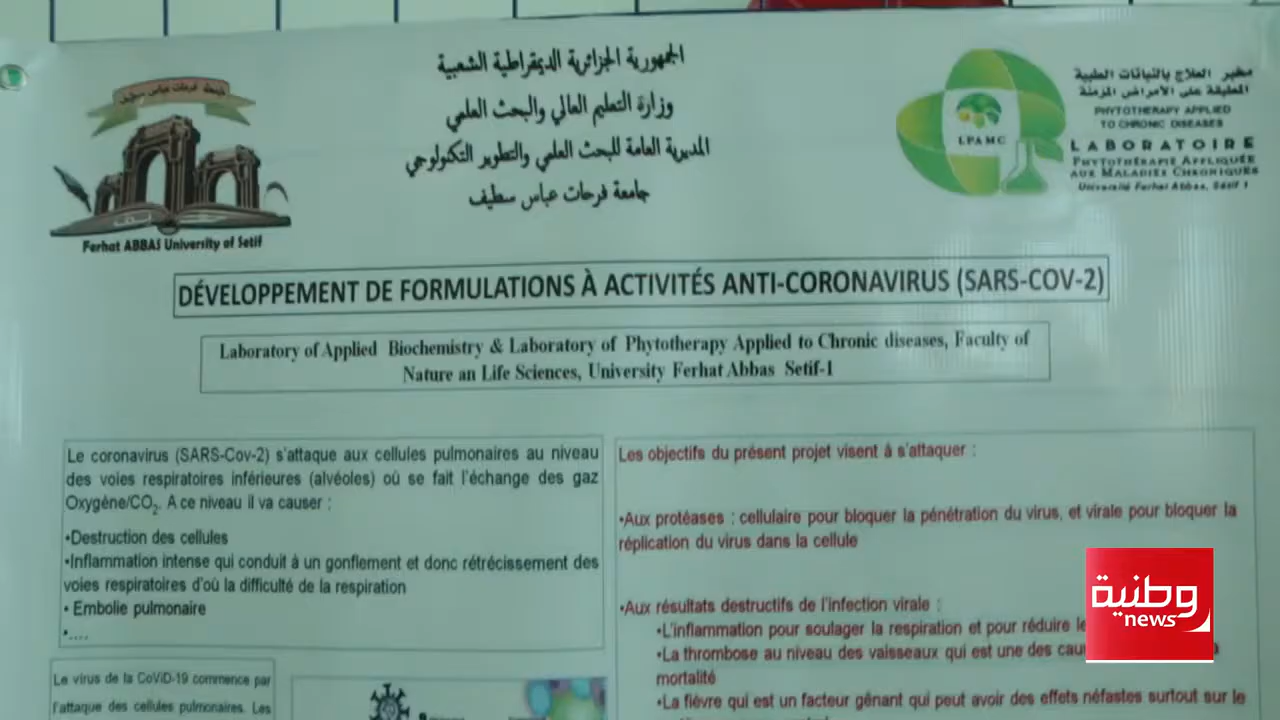 جامعة فرحات عباس سطيف
Ferhat ABBAS University of Setif
الجمهورية الجزائرية الديمقراطية الشعبية
وزارة التعليم العالي والبحث العلمي
المديرية العامة للبحث العلمي والتطوير التكنولوجي
جامعة فرحات عباس سطيف
LPAMC
مخبر العلاج بالنباتات الطبية
المطبقة على الأمراض المزمنة
PHYTOTHERAPY APPLIED
TO CHRONIC DISEASES
LABORATOIRE
PHYTOTHÉRAPIE APPLIQUÉE
AUX MALADIES CHRONIQUES
Université Ferhat Abbas, Sétif 1
DÉVELOPPEMENT DE FORMULATIONS À ACTIVITÉS ANTI-CORONAVIRUS (SARS-COV-2)
Laboratory of Applied Biochemistry & Laboratory of Phytotherapy Applied to Chronic diseases, Faculty of
Nature an Life Sciences, University Ferhat Abbas Setif-1
Le coronavirus (SARS-Cov-2) s'attaque aux cellules pulmonaires au niveau
des voies respiratoires inférieures (alvéoles) où se fait l'échange des gaz
Oxygène/CO₂. A ce niveau il va causer :
•Destruction des cellules
•Inflammation intense qui conduit à un gonflement et donc rétrécissement des
voies respiratoires d'où la difficulté de la respiration
• Embolie pulmonaire
•....
Le virus de la CoViD-19 commence par
l'attaque des cellules pulmonaires. Les
Les objectifs du présent projet visent à s'attaquer :
•Aux protéases : cellulaire pour bloquer la pénétration du virus, et virale pour bloquer la
réplication du virus dans la cellule
•Aux résultats destructifs de l'infection virale :
•L'inflammation pour soulager la respiration et pour réduire
•La thrombose au niveau des vaisseaux qui est une des
mortalité
•La fièvre qui est un facteur gênant qui peut avoir des effets néfastes surtout sur le
وطنية
news